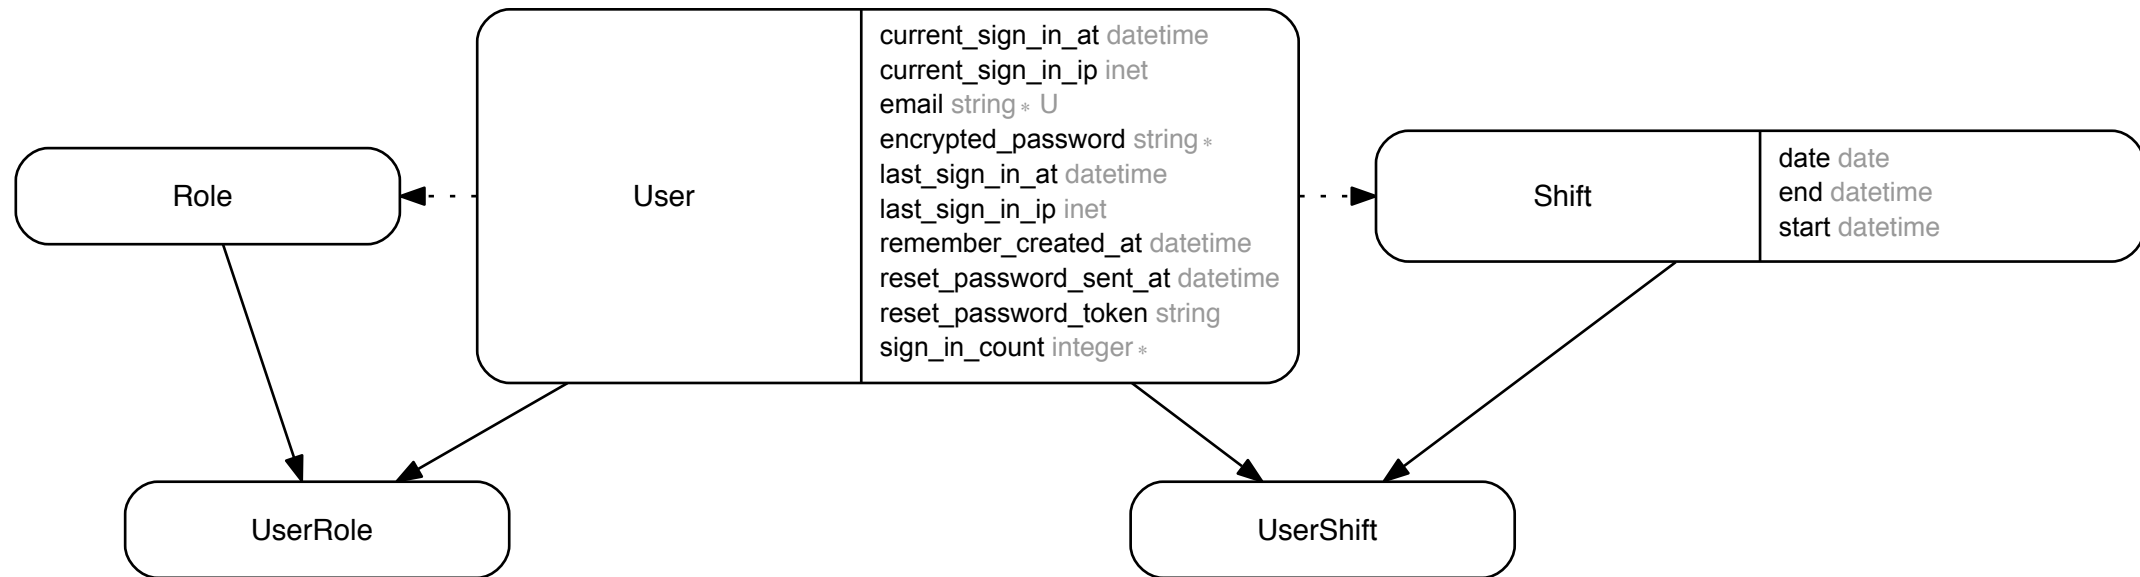 Role
User
current_sign_in_at datetime
current_sign_in_ip inet
email string * U
encrypted_password string *
last_sign_in_at datetime
last_sign_in_ip inet
remember_created_at datetime
reset_password_sent_at datetime
reset_password_token string
sign_in_count integer *
Shift
date date
end datetime
start datetime
UserRole
UserShift